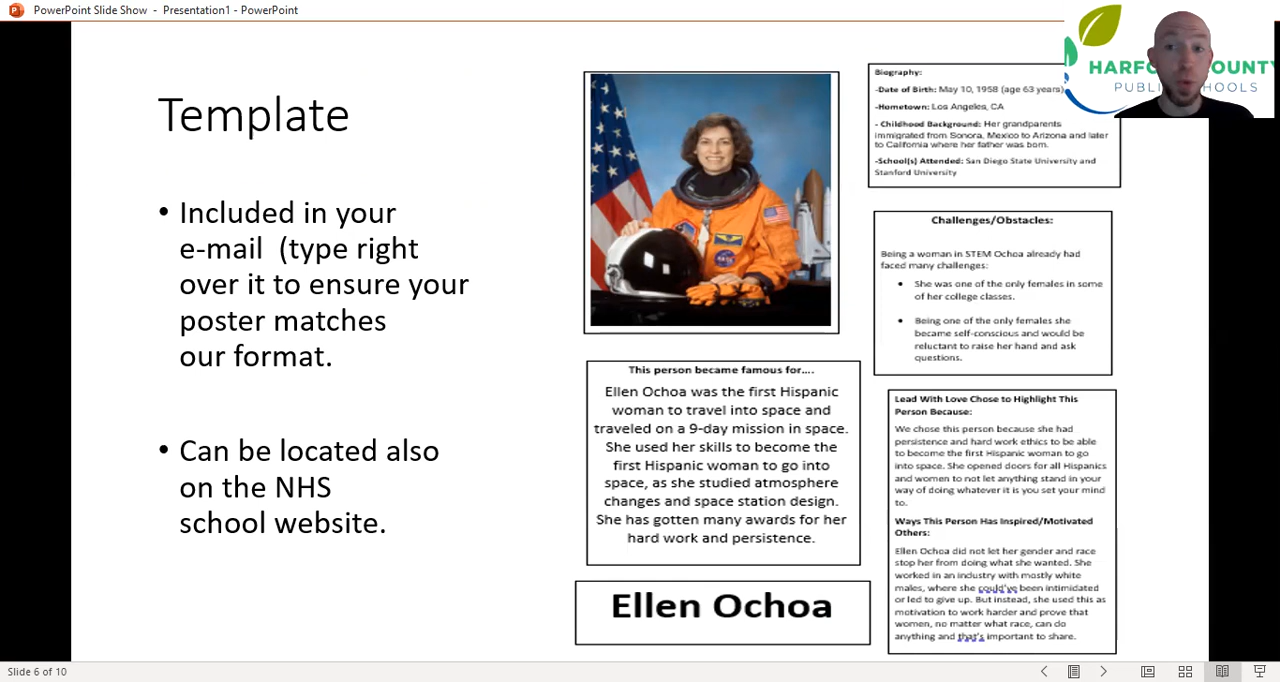 PowerPoint Slide Show - Presentation1 - PowerPoint
Template
• Included in your
e-mail (type right
over it to ensure your
poster matches
our format.
• Can be located also
on the NHS
school website.
This person became famous for....
Ellen Ochoa was the first Hispanic
woman to travel into space and
traveled on a 9-day mission in space.
She used her skills to become the
first Hispanic woman to go into
space, as she studied atmosphere
changes and space station design.
She has gotten many awards for her
hard work and persistence.
Ellen Ochoa
Biography:
-Date of Birth: May 10, 1958 (age 63 years)
-Hometown: Los Angeles, CA
- Childhood Background: Her grandparents
immigrated from Sonora, Mexico to Arizona and later
to California where her father was born.
-School(s) Attended: San Diego State University and
Stanford University
Challenges/Obstacles:
Being a woman in STEM Ochoa already had
faced many challenges:
• She was one of the only females in some
of her college classes.
• Being one of the only females she
became self-conscious and would be
reluctant to raise her hand and ask
questions.
Lead With Love Chose to Highlight This
Person Because:
We chose this person because she had
persistence and hard work ethics to be able
to become the first Hispanic woman to go
into space. She opened doors for all Hispanics
and women to not let anything stand in your
way of doing whatever it is you set your mind
to.
Ways This Person Has Inspired/Motivated
Others:
Ellen Ochoa did not let her gender and race
stop her from doing what she wanted. She
worked in an industry with mostly white
males, where she could've been intimidated
or led to give up. But instead, she used this as
motivation to work harder and prove that
women, no matter what race, can do
anything and that's important to share.
Slide 6 of 10